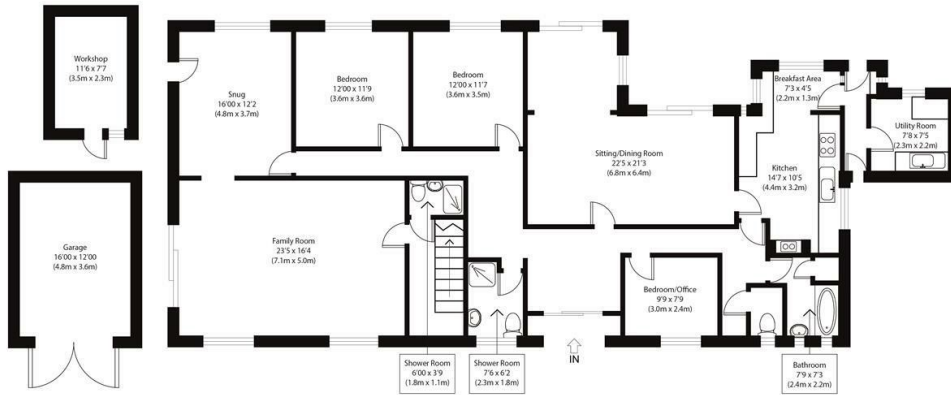 Workshop
11'6 x 7'7
(3.5m x 2.3m)
Snug
16'00 x 12'2
(4.8m x 3.7m)
Bedroom
12'00 x 11'9
(3.6m x 3.6m)
Bedroom
12'00 x 11'7
(3.6m x 3.5m)
Breakfast Area
7'3 x 4'5
(2.2m x 1.3m)
Utility Room
7'8 x 7'5
(2.3m x 2.2m)
Sitting/Dining Room
22'5 x 21'3
(6.8m x 6.4m)
Kitchen
14'7 x 10'5
(4.4m x 3.2m)
Garage
16'00 x 12'00
(4.8m x 3.6m)
Family Room
23'5 x 16'4
(7.1m x 5.0m)
Bedroom/Office
9'9 x 7'9
(3.0m x 2.4m)
IN
Shower Room
6'00 x 3'9
(1.8m x 1.1m)
Shower Room
7'6 x 6'2
(2.3m x 1.8m)
Bathroom
7'9 x 7'3
(2.4m x 2.2m)